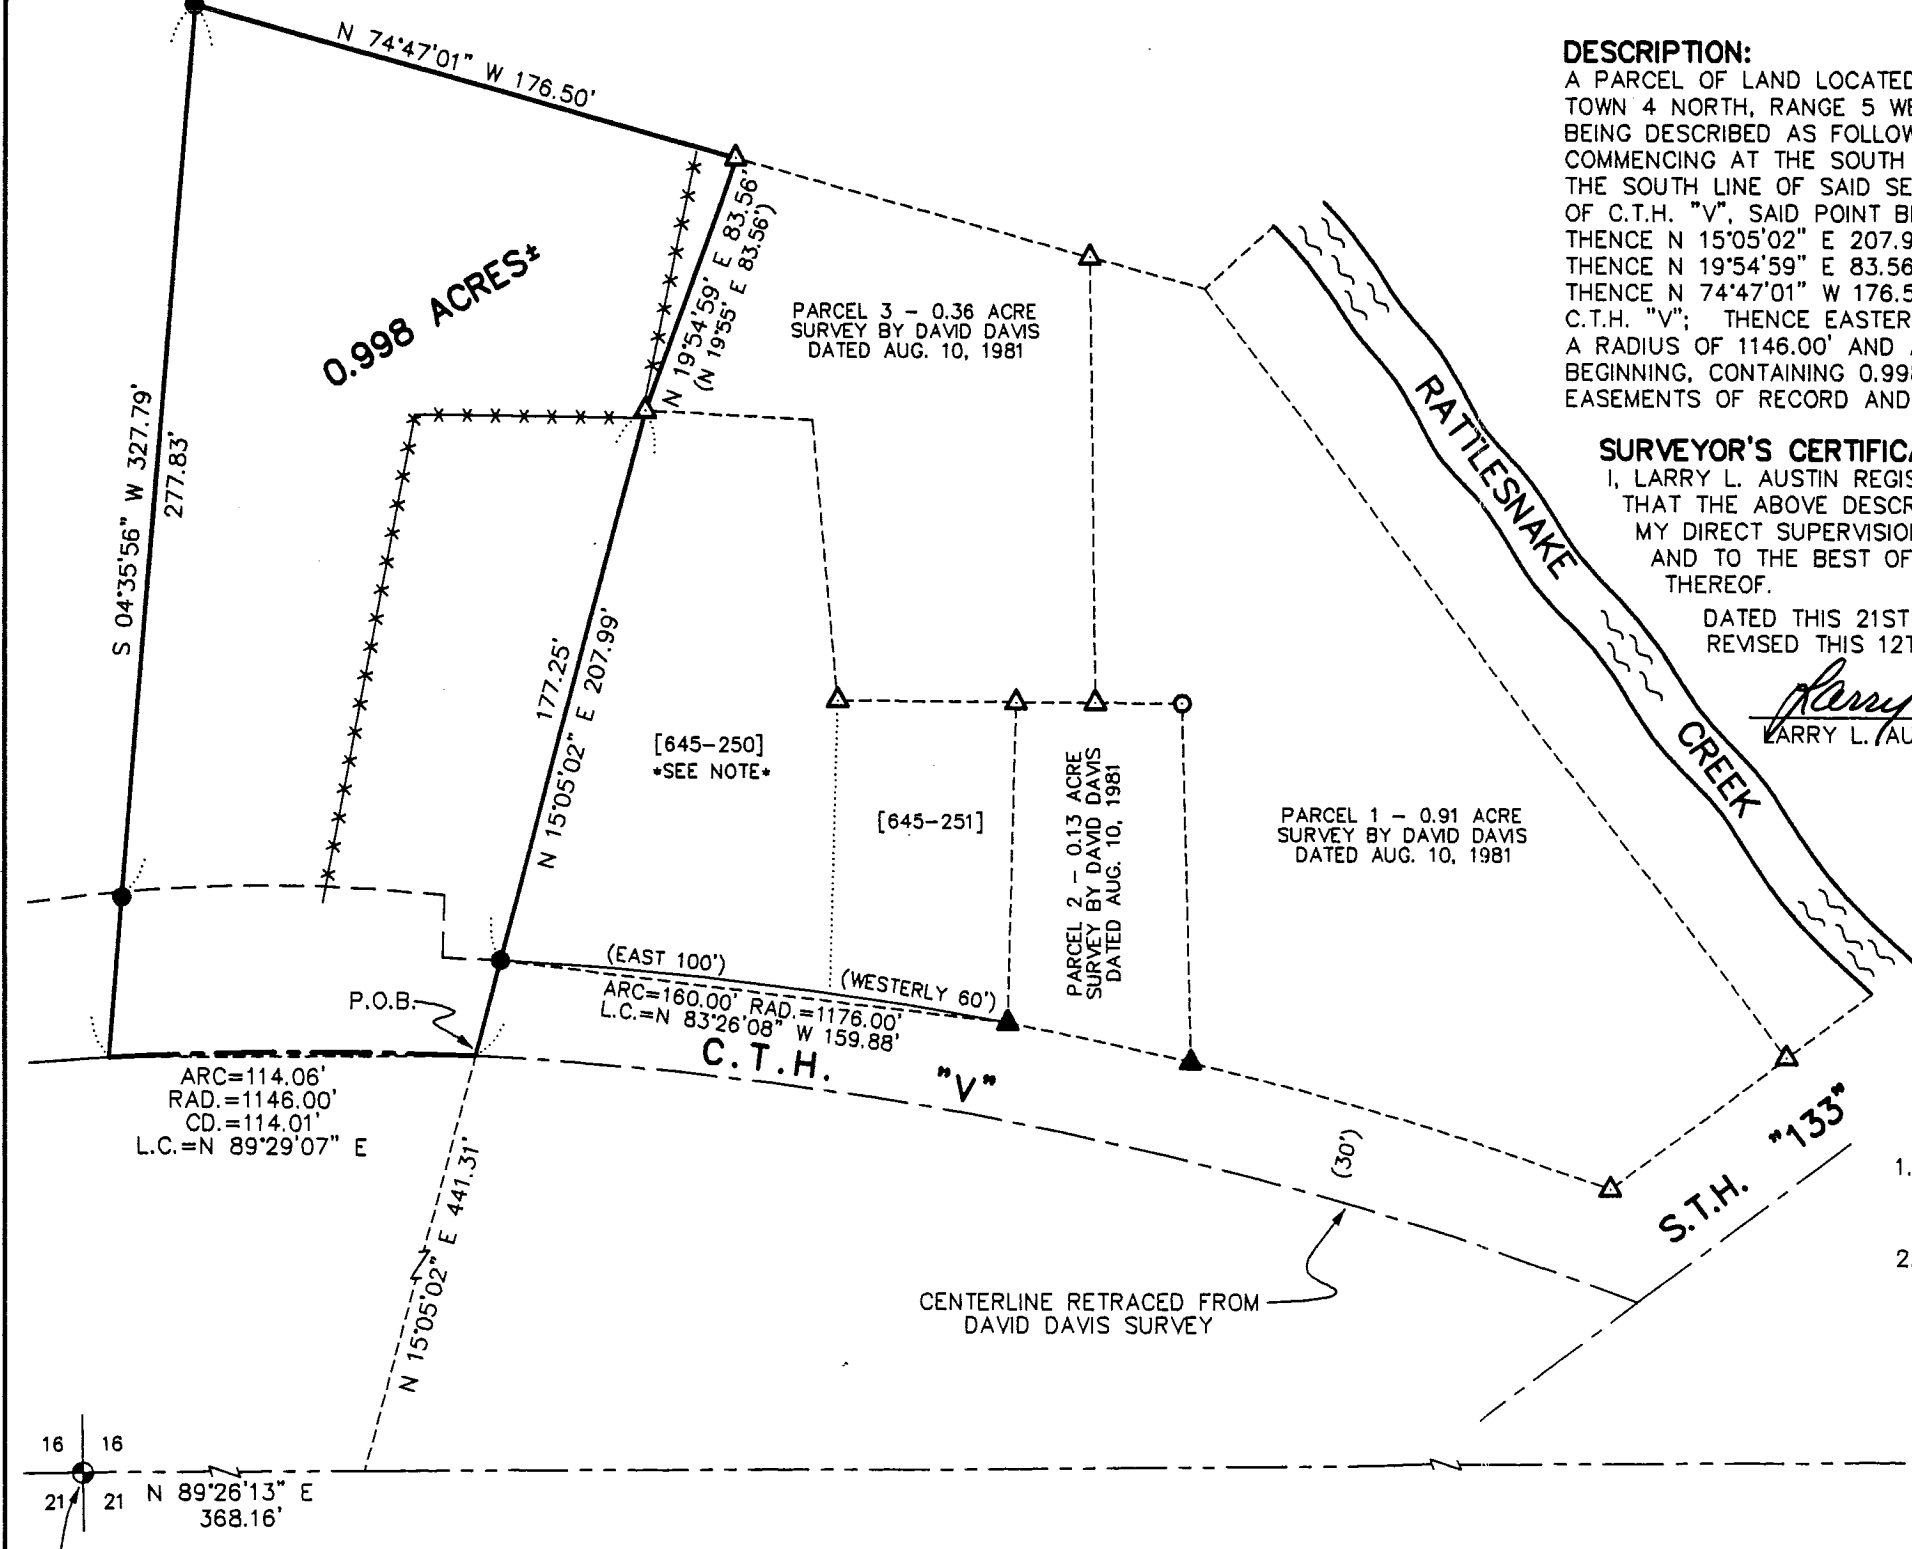 N 74°47'01" W 176.50'
N 19°54'59" E 83.56'
(N 19°55' E 83.56')
0.998 ACRES±
S 04°35'56" W 327.79'
277.83'
PARCEL 3 - 0.36 ACRE
SURVEY BY DAVID DAVIS
DATED AUG. 10, 1981
177.25'
N 15°05'02" E 207.99'
[645-250]
*SEE NOTE*
[645-251]
PARCEL 2 - 0.13 ACRE
SURVEY BY DAVID DAVIS
DATED AUG. 10, 1981
PARCEL 1 - 0.91 ACRE
SURVEY BY DAVID DAVIS
DATED AUG. 10, 1981
RATTLESNAKE
CREEK
(EAST 100')
(WESTERLY 60')
ARC=160.00' RAD.=1176.00'
L.C.=N 83°26'08" W 159.88'
P.O.B.
C.T.H. "V"
ARC=114.06'
RAD.=1146.00'
CD.=114.01'
L.C.=N 89°29'07" E
N 15°05'02" E 441.31'
(30')
S.T.H. "133"
CENTERLINE RETRACED FROM
DAVID DAVIS SURVEY
16 16
21 21
N 89°26'13" E
368.16'
DESCRIPTION:
A PARCEL OF LAND LOCATED
TOWN 4 NORTH, RANGE 5 WE
BEING DESCRIBED AS FOLLOW
COMMENCING AT THE SOUTH
THE SOUTH LINE OF SAID SE
OF C.T.H. "V", SAID POINT B
THENCE N 15°05'02" E 207.9
THENCE N 19°54'59" E 83.56
THENCE N 74°47'01" W 176.5
C.T.H. "V"; THENCE EASTER
A RADIUS OF 1146.00' AND
BEGINNING, CONTAINING 0.99
EASEMENTS OF RECORD AND
SURVEYOR'S CERTIFICA
I, LARRY L. AUSTIN REGIS
THAT THE ABOVE DESCR
MY DIRECT SUPERVISION
AND TO THE BEST OF
THEREOF.
DATED THIS 21ST
REVISED THIS 12T
Larry
LARRY L. AU
1.
2.